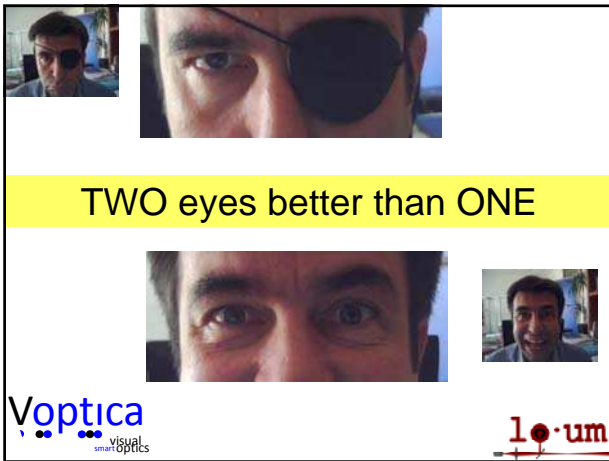 TWO eyes better than ONE
Voptica
visual
smart optics
lo·um